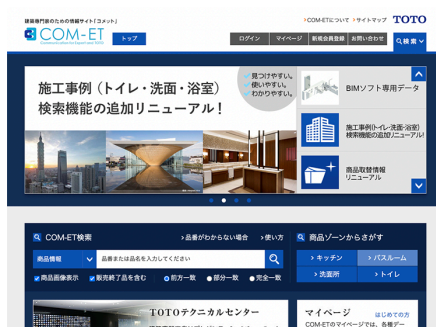 建築専門家のための情報サイト「コメット」
›COM-ETについて ›サイトマップ TOTO
COM-ET
トップ
ログイン マイページ 新規会員登録 お問い合わせ 検索
施工事例（トイレ・洗面・浴室）
検索機能の追加リニューアル！
見つけやすい。
使いやすい。
わかりやすい。
BIMソフト専用データ
施工事例(トイレ・洗面・浴室)
検索機能の追加リニューアル!
商品取替情報
リニューアル
COM-ET検索 ›品番がわからない場合 ›使い方
商品情報 品番または品名を入力してください
商品画像表示 販売終了品を含む 前方一致 部分一致 完全一致
商品ゾーンからさがす
›キッチン ›バスルーム
›洗面所 ›トイレ
TOTOテクニカルセンター
マイページ はじめての方
COM-ETのマイページでは、各種デー